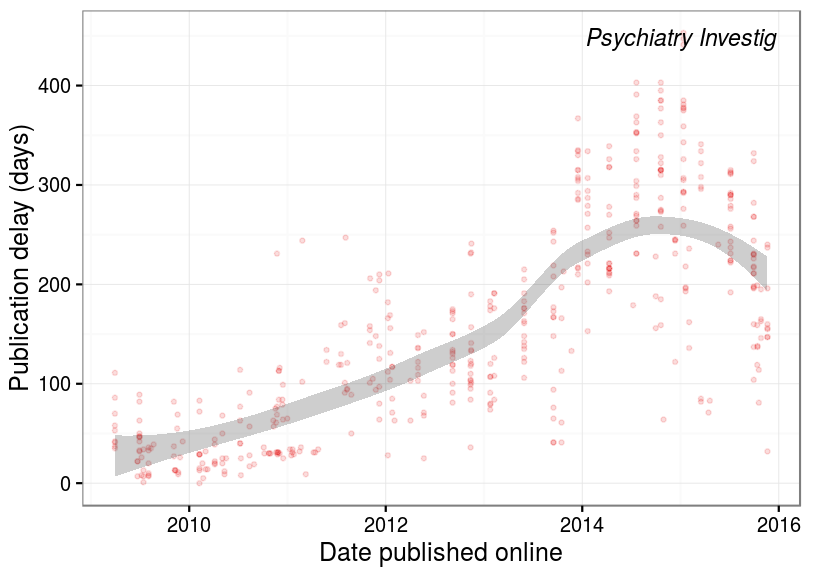 Psychiatry Investig
Publication delay (days)
400
300
200
100
0
2010 2012 2014 2016
Date published online